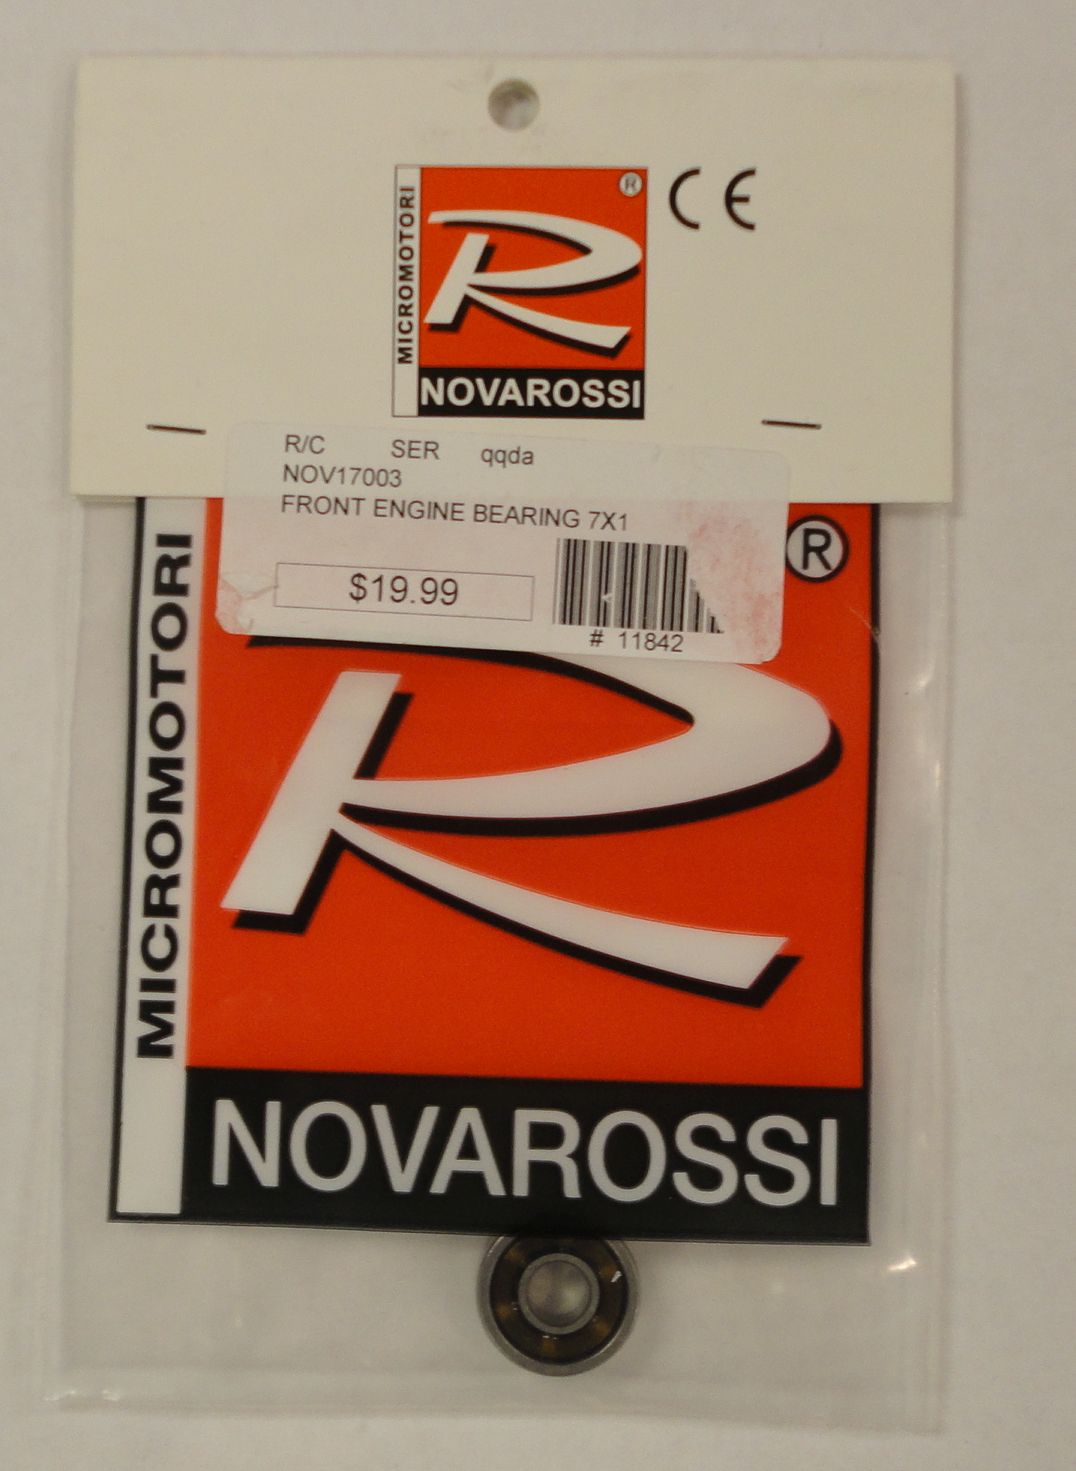 MICROMOTORI
R
®
CE
NOVAROSSI
R/C SER qqda
NOV17003
FRONT ENGINE BEARING 7X1
$19.99
# 11842
MICROMOTORI
R
®
NOVAROSSI